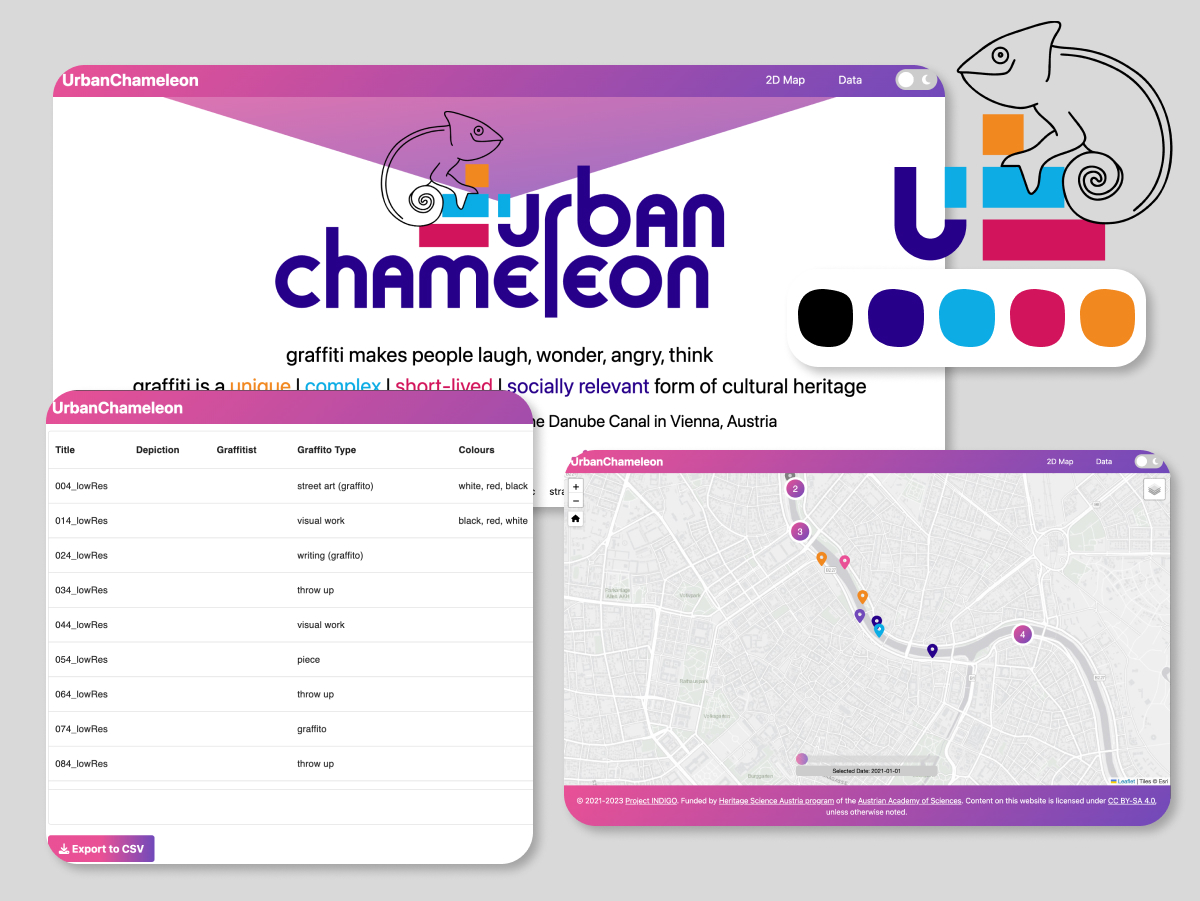 UrbanChameleon
2D Map Data
urban
chameleon
graffiti makes people laugh, wonder, angry, think
graffiti is a unique | complex | short-lived | socially relevant form of cultural heritage
Danube Canal in Vienna, Austria
u
UrbanChameleon
Title Depiction Graffitist Graffito Type Colours
004_lowRes street art (graffito) white, red, black
014_lowRes visual work black, red, white
024_lowRes writing (graffito)
034_lowRes throw up
044_lowRes visual work
054_lowRes piece
064_lowRes throw up
074_lowRes graffito
084_lowRes throw up
Export to CSV
UrbanChameleon
2D Map Data
+
−
2
3
4
B227
Volkspark
Rathauspark
Volksgarten
Burggarten
Selected Date: 2021-01-01
Leaflet | Tiles © Esri
© 2021-2023 Project INDIGO. Funded by Heritage Science Austria program of the Austrian Academy of Sciences. Content on this website is licensed under CC BY-SA 4.0,
unless otherwise noted.